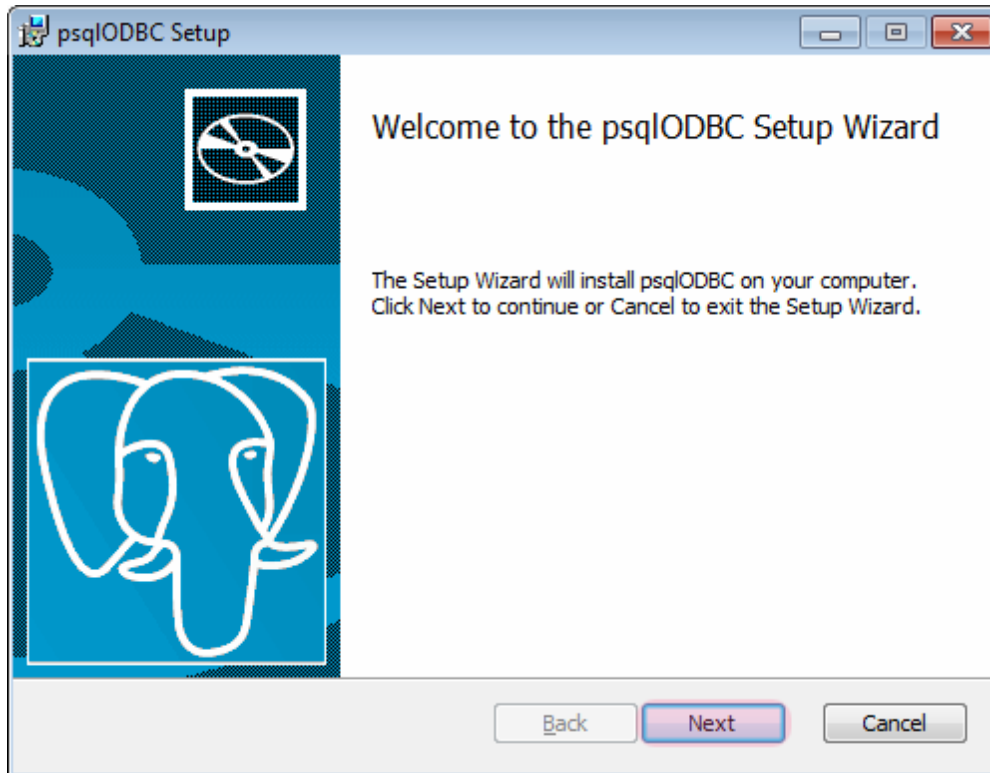 psqlODBC Setup
Welcome to the psqlODBC Setup Wizard
The Setup Wizard will install psqlODBC on your computer.
Click Next to continue or Cancel to exit the Setup Wizard.
Back
Next
Cancel